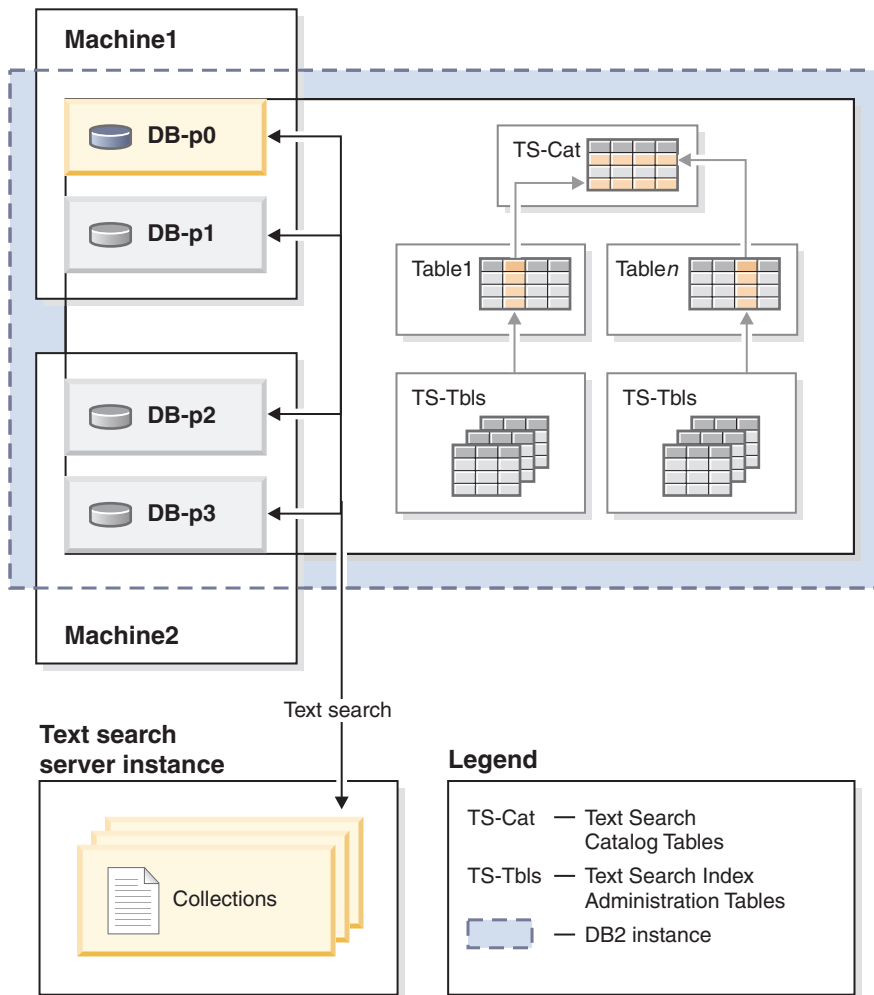 Machine1
DB-p0
DB-p1
TS-Cat
Table1
Tablen
TS-Tbls
TS-Tbls
DB-p2
DB-p3
Machine2
Text search
Text search
server instance
Collections
Legend
TS-Cat — Text Search
Catalog Tables
TS-Tbls — Text Search Index
Administration Tables
— DB2 instance